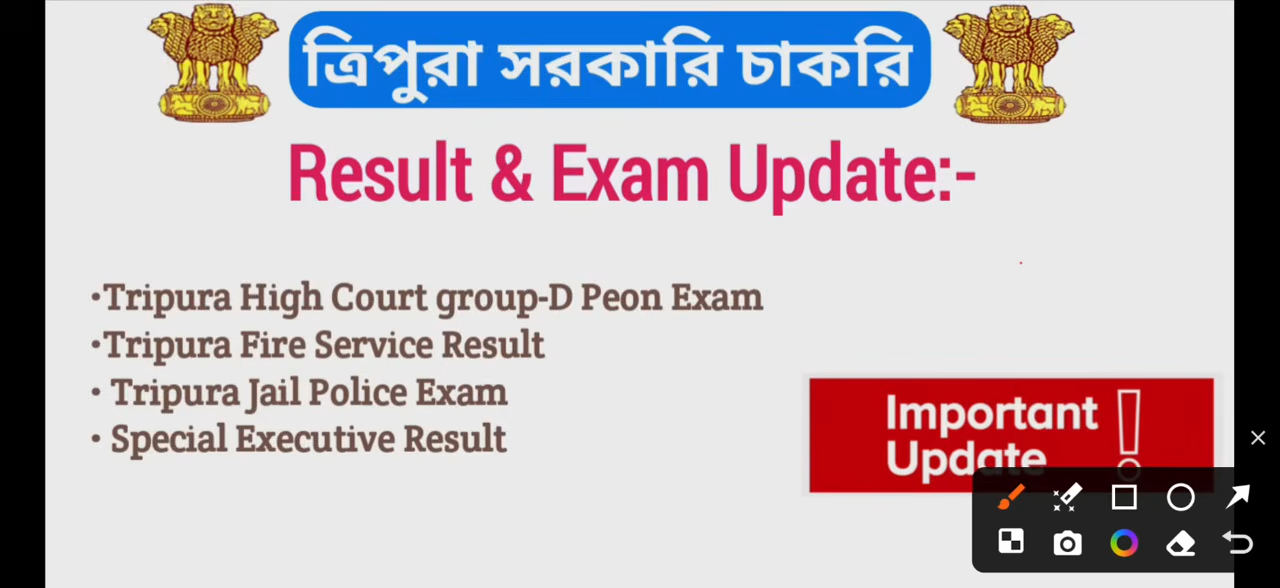 ত্রিপুরা সরকারি চাকরি
Result & Exam Update:-
•Tripura High Court group-D Peon Exam
•Tripura Fire Service Result
• Tripura Jail Police Exam
• Special Executive Result
Important
Update !